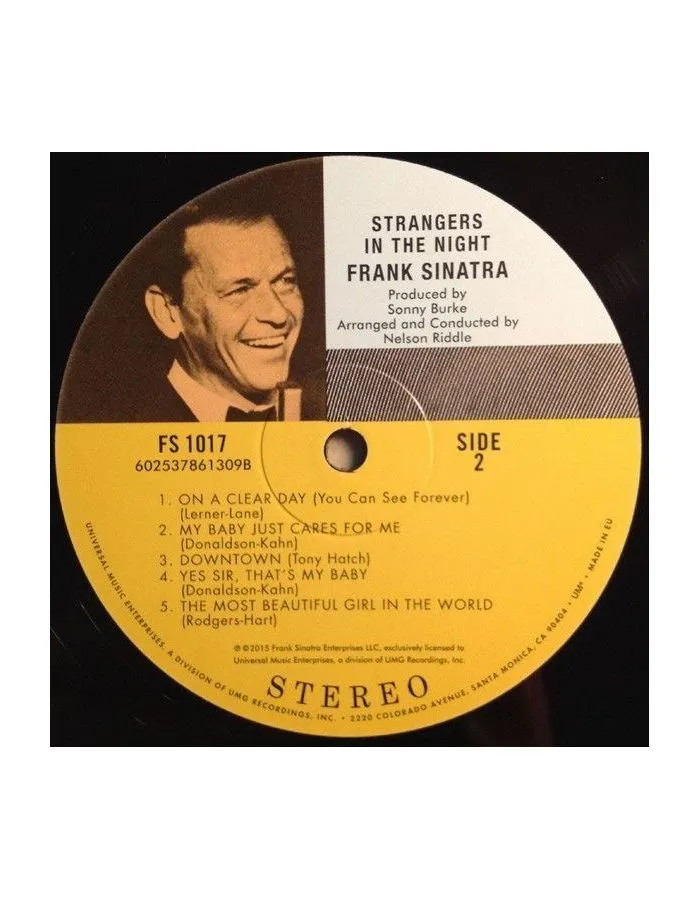 STRANGERS
IN THE NIGHT
FRANK SINATRA
Produced by
Sonny Burke
Arranged and Conducted by
Nelson Riddle
FS 1017
602537861309B
SIDE
2
1. ON A CLEAR DAY (You Can See Forever)
(Lerner-Lane)
2. MY BABY JUST CARES FOR ME
(Donaldson-Kahn)
3. DOWNTOWN (Tony Hatch)
4. YES SIR, THAT'S MY BABY
(Donaldson-Kahn)
5. THE MOST BEAUTIFUL GIRL IN THE WORLD
(Rodgers-Hart)
℗ © 2015 Frank Sinatra Enterprises LLC, exclusively licensed to
Universal Music Enterprises, a division of UMG Recordings, Inc.
STEREO
UNIVERSAL MUSIC ENTERPRISES, A DIVISION OF UMG RECORDINGS, INC. • 2220 COLORADO AVENUE, SANTA MONICA, CA 90404 • UM® • MADE IN EU